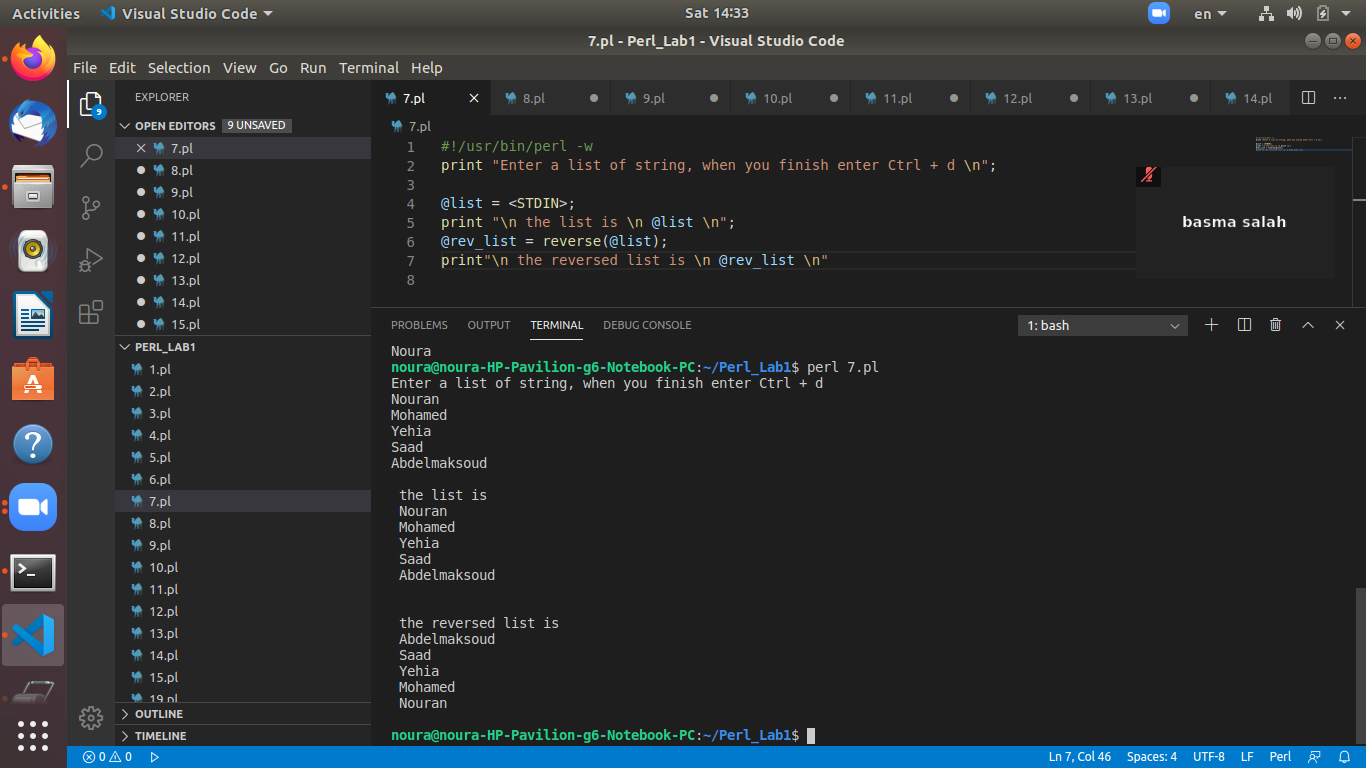 Activities Visual Studio Code Sat 14:33 en
7.pl - Perl_Lab1 - Visual Studio Code
File Edit Selection View Go Run Terminal Help
EXPLORER
OPEN EDITORS 9 UNSAVED
7.pl
8.pl
9.pl
10.pl
11.pl
12.pl
13.pl
14.pl
15.pl
PERL_LAB1
1.pl
2.pl
3.pl
4.pl
5.pl
6.pl
7.pl
8.pl
9.pl
10.pl
11.pl
12.pl
13.pl
14.pl
15.pl
19.pl
OUTLINE
TIMELINE
9
7.pl 8.pl 9.pl 10.pl 11.pl 12.pl 13.pl 14.pl
7.pl
1 #!/usr/bin/perl -w
2 print "Enter a list of string, when you finish enter Ctrl + d \n";
3
4 @list = <STDIN>;
5 print "\n the list is \n @list \n";
6 @rev_list = reverse(@list);
7 print"\n the reversed list is \n @rev_list \n"
8
basma salah
PROBLEMS OUTPUT TERMINAL DEBUG CONSOLE 1: bash
Noura
noura@noura-HP-Pavilion-g6-Notebook-PC:~/Perl_Lab1$ perl 7.pl
Enter a list of string, when you finish enter Ctrl + d
Nouran
Mohamed
Yehia
Saad
Abdelmaksoud
the list is
Nouran
Mohamed
Yehia
Saad
Abdelmaksoud
the reversed list is
Abdelmaksoud
Saad
Yehia
Mohamed
Nouran
noura@noura-HP-Pavilion-g6-Notebook-PC:~/Perl_Lab1$
0 0 Ln 7, Col 46 Spaces: 4 UTF-8 LF Perl